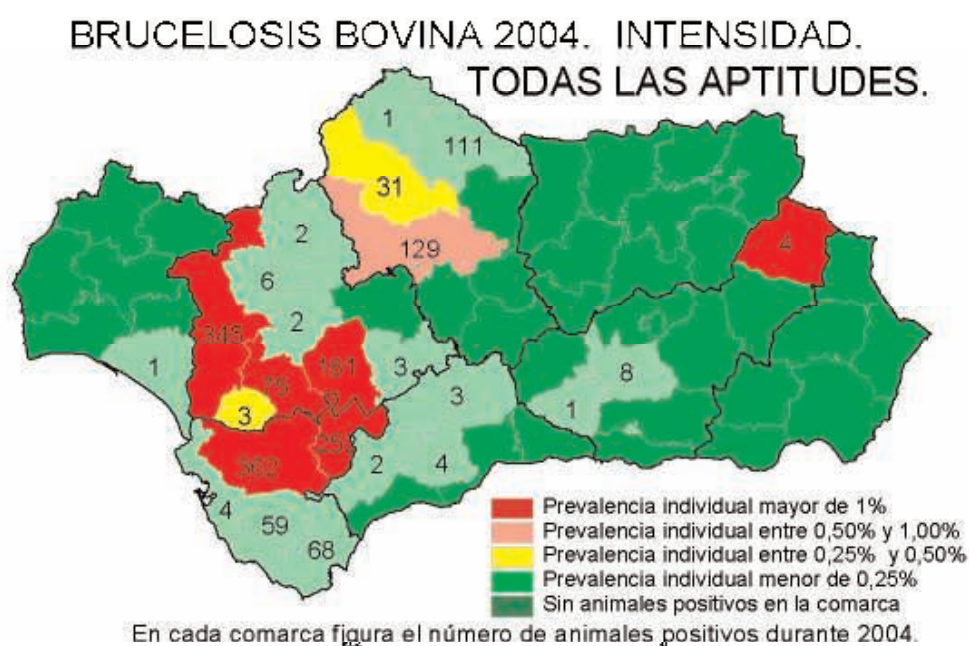 BRUCELOSIS BOVINA 2004. INTENSIDAD.
TODAS LAS APTITUDES.
1
111
31
2
129
4
6
2
1
3
8
3
3
1
2
4
4
59
68
Prevalencia individual mayor de 1%
Prevalencia individual entre 0,50% y 1,00%
Prevalencia individual entre 0,25% y 0,50%
Prevalencia individual menor de 0,25%
Sin animales positivos en la comarca
En cada comarca figura el número de animales positivos durante 2004.